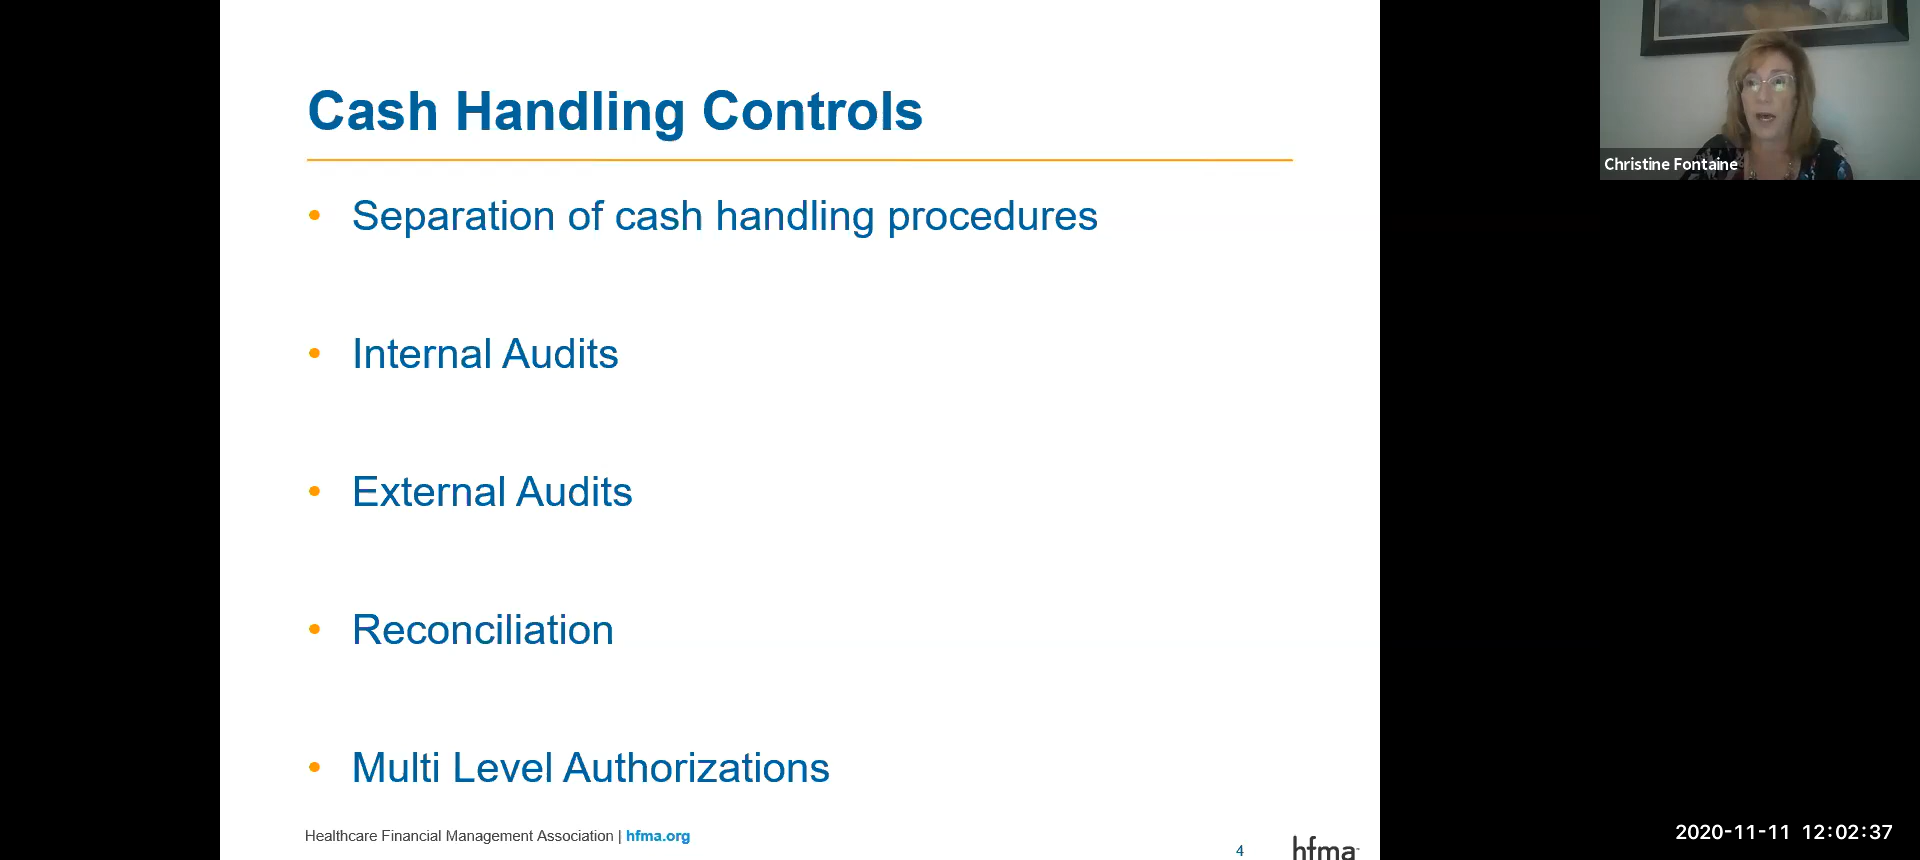 Cash Handling Controls
Christine Fontaine
• Separation of cash handling procedures
• Internal Audits
• External Audits
• Reconciliation
• Multi Level Authorizations
Healthcare Financial Management Association | hfma.org
4
hfma
2020-11-11 12:02:37